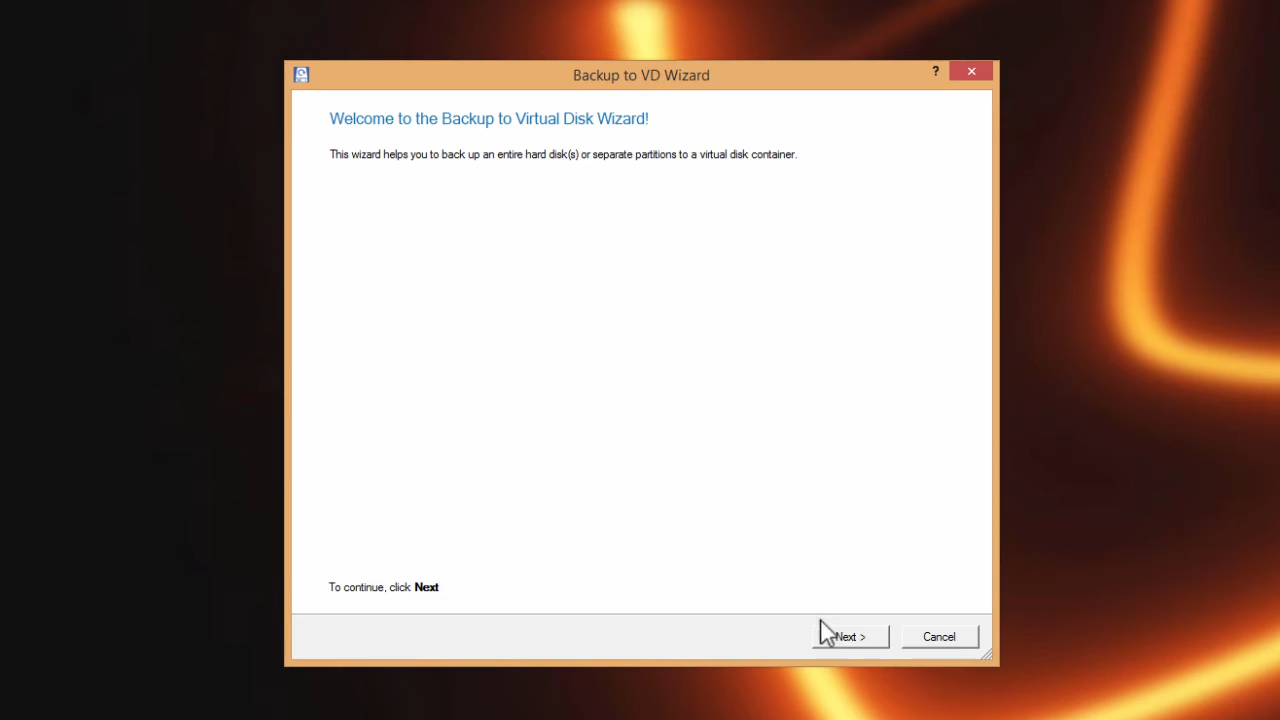 Backup to VD Wizard
?
Welcome to the Backup to Virtual Disk Wizard!
This wizard helps you to back up an entire hard disk(s) or separate partitions to a virtual disk container.
To continue, click Next
Next >
Cancel